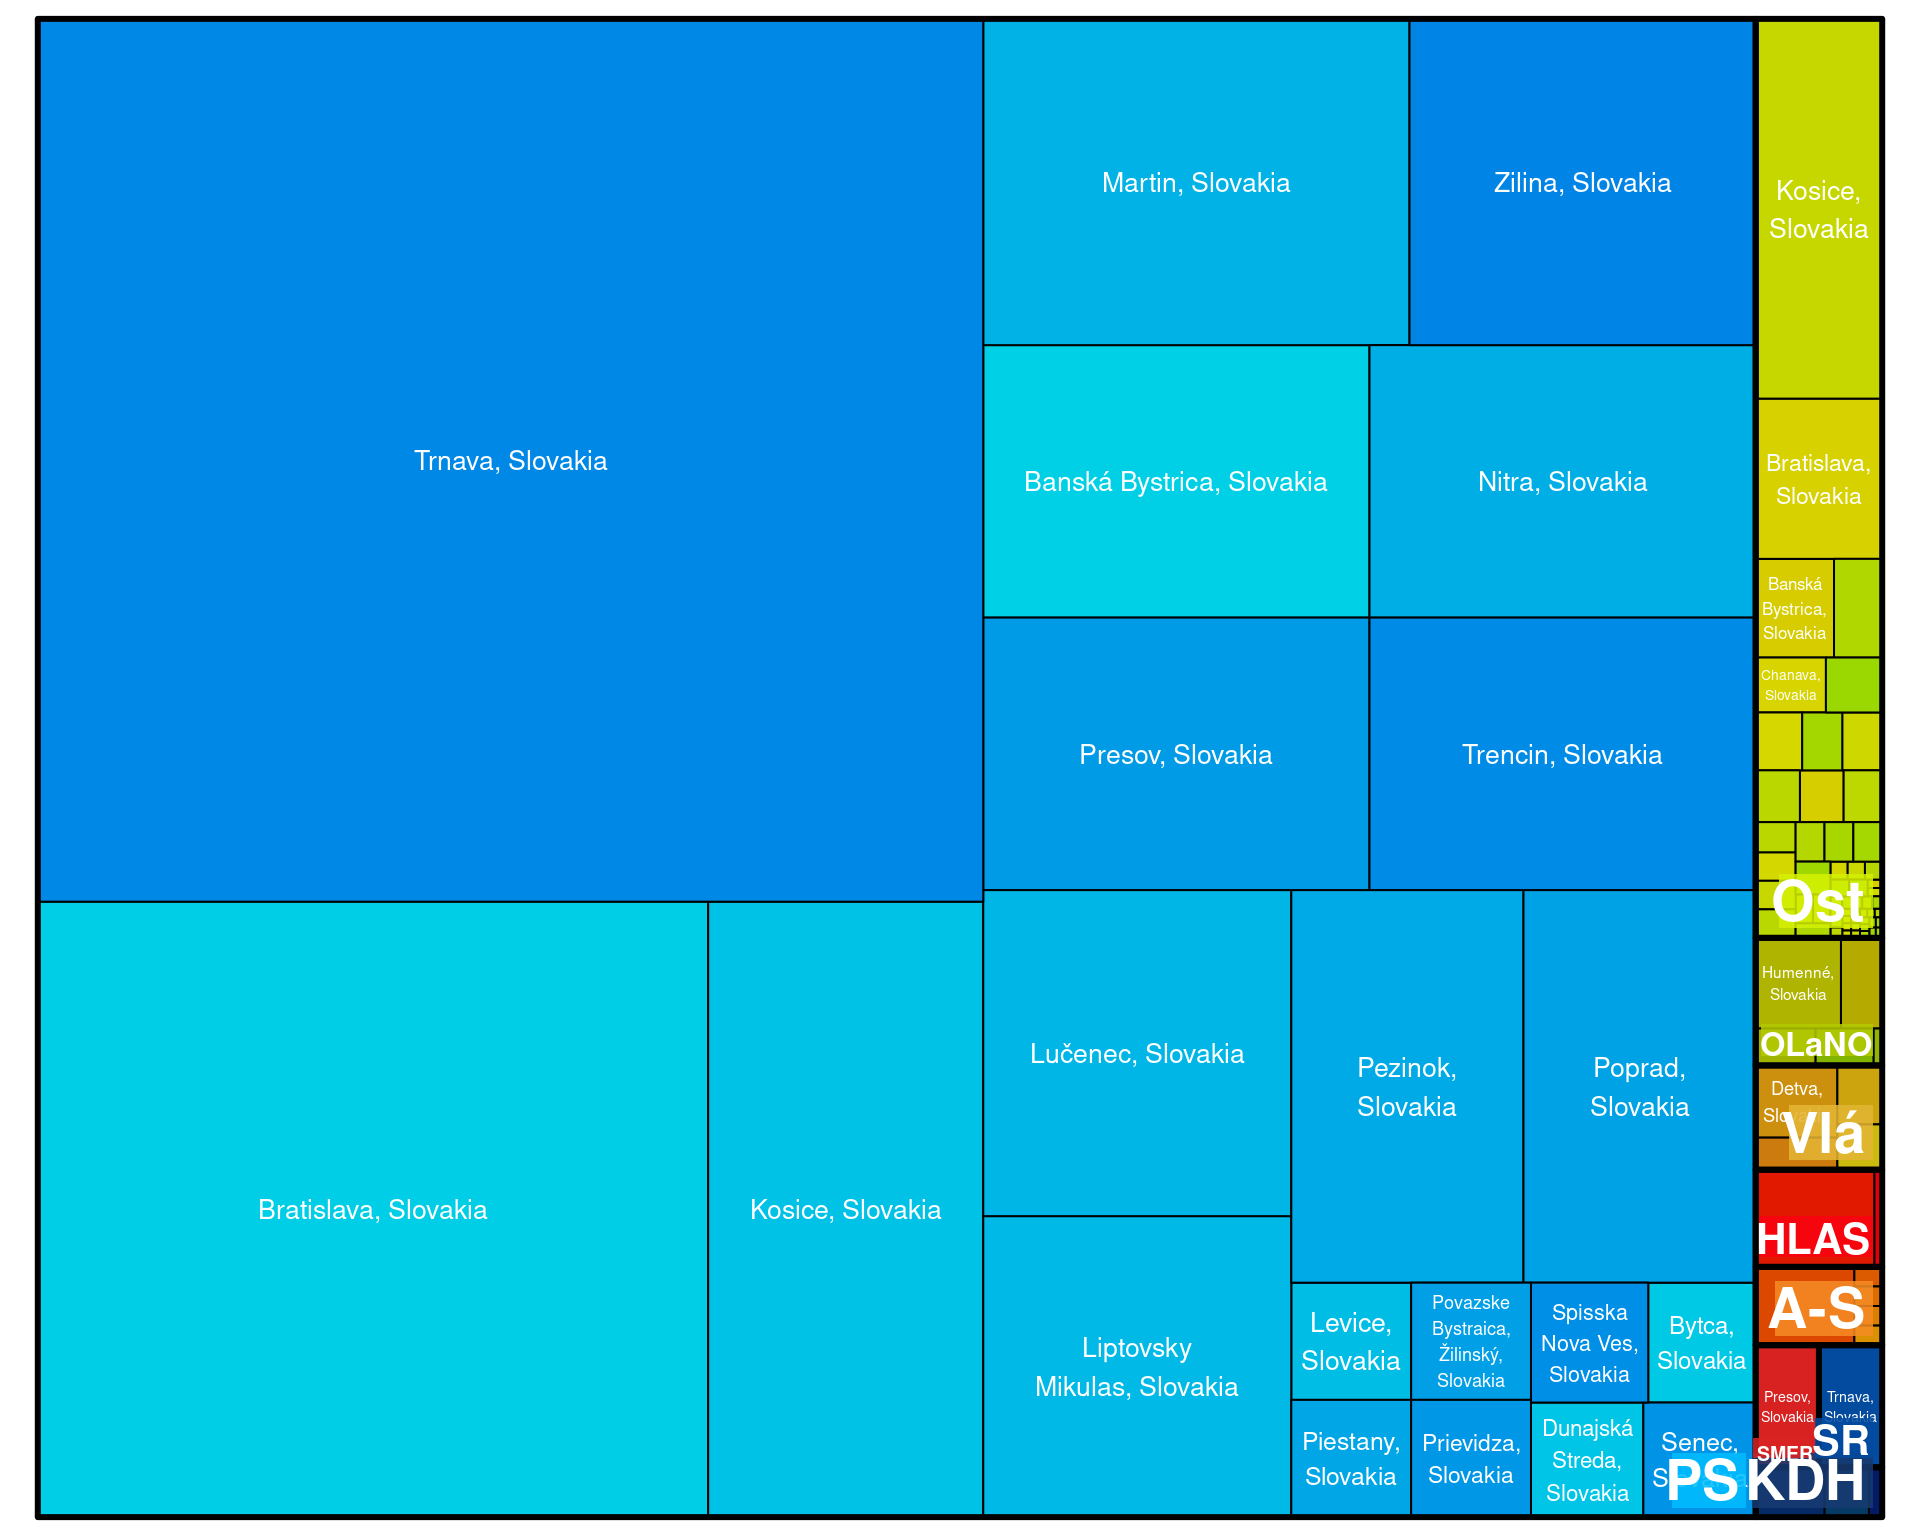 Trnava, Slovakia
Bratislava, Slovakia
Kosice, Slovakia
Martin, Slovakia
Zilina, Slovakia
Banská Bystrica, Slovakia
Nitra, Slovakia
Presov, Slovakia
Trencin, Slovakia
Lučenec, Slovakia
Liptovsky
Mikulas, Slovakia
Pezinok,
Slovakia
Poprad,
Slovakia
Levice,
Slovakia
Povazske
Bystraica,
Žilinský,
Slovakia
Spisska
Nova Ves,
Slovakia
Bytca,
Slovakia
Piestany,
Slovakia
Prievidza,
Slovakia
Dunajská
Streda,
Slovakia
Senec,
PS
Kosice,
Slovakia
Bratislava,
Slovakia
Banská
Bystrica,
Slovakia
Chanava,
Slovakia
Ost
Humenné,
Slovakia
OLaNO
Detva,
Vlá
HLAS
A-S
Presov,
Slovakia
SMER
Trnava,
Slovakia
SR
KDH